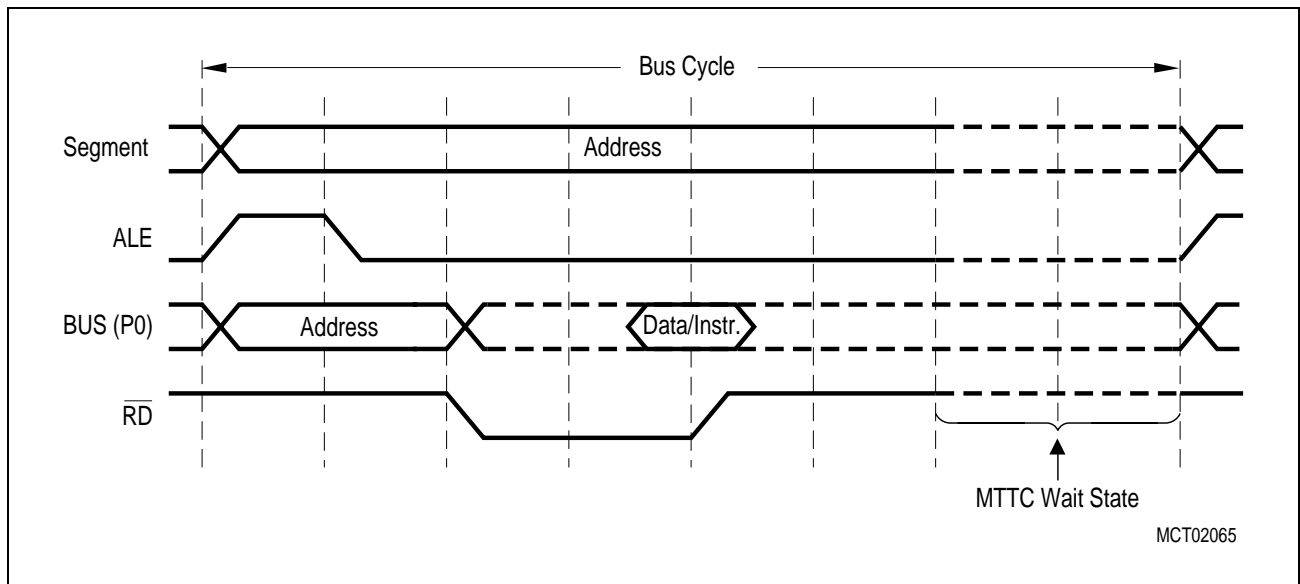 Bus Cycle
Segment
Address
ALE
BUS (P0)
Address
Data/Instr.
RD
MTTC Wait State
MCT02065